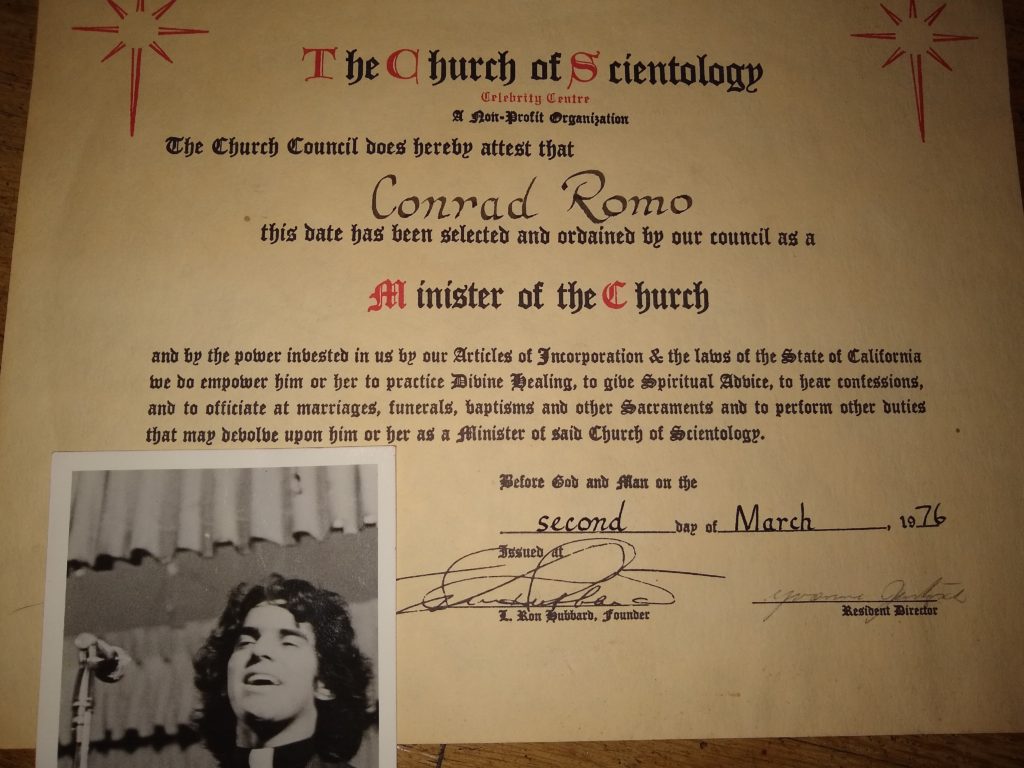 The Church of Scientology
Celebrity Centre
A Non-Profit Organization
The Church Council does hereby attest that
Conrad Romo
this date has been selected and ordained by our council as a
Minister of the Church
and by the power invested in us by our Articles of Incorporation & the laws of the State of California
we do empower him or her to practice Divine Healing, to give Spiritual Advice, to hear confessions,
and to officiate at marriages, funerals, baptisms and other Sacraments and to perform other duties
that may devolve upon him or her as a Minister of said Church of Scientology.
Before God and Man on the
second day of March, 1976
Issued at
L. Ron Hubbard, Founder
Yvonne
Resident Director